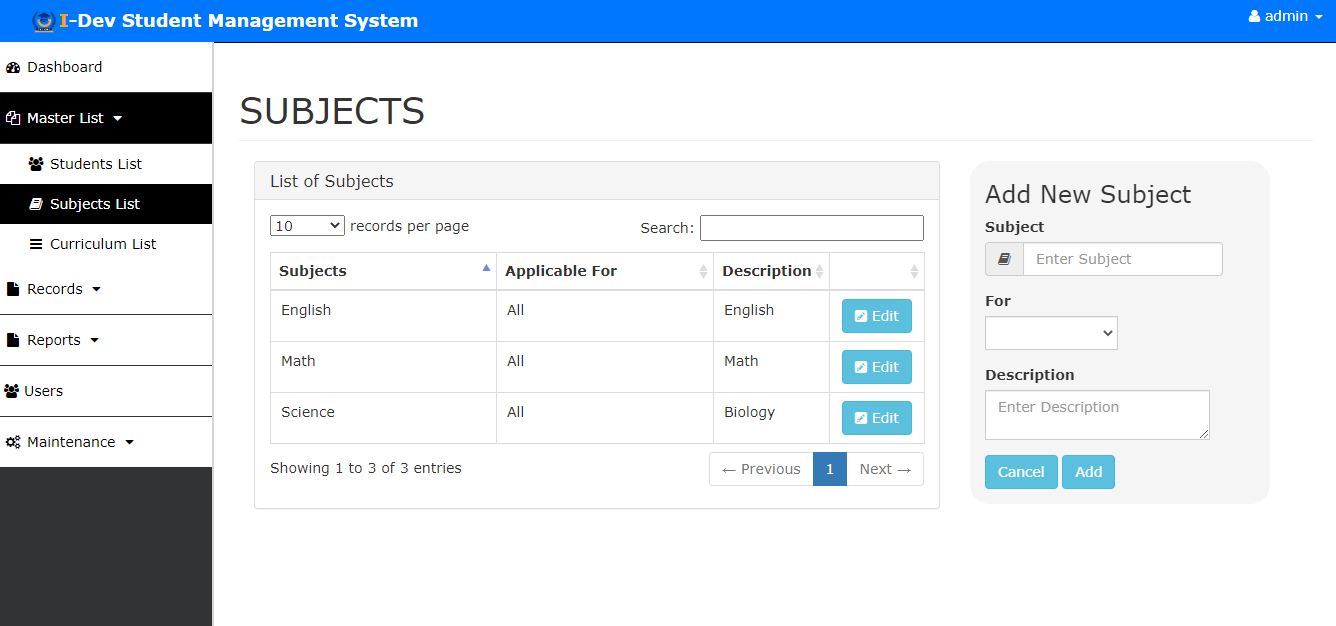 I-Dev Student Management System
admin
Dashboard
Master List
Students List
Subjects List
Curriculum List
Records
Reports
Users
Maintenance
SUBJECTS
List of Subjects
10 records per page
Search:
Subjects Applicable For Description
English All English Edit
Math All Math Edit
Science All Biology Edit
Showing 1 to 3 of 3 entries
← Previous 1 Next →
Add New Subject
Subject
Enter Subject
For
Description
Enter Description
Cancel Add